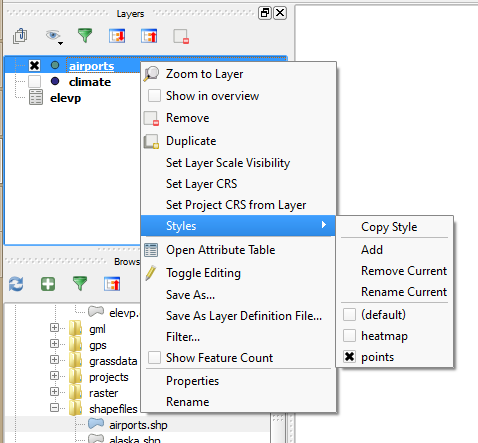 Layers
airports
climate
elevp
Zoom to Layer
Show in overview
Remove
Duplicate
Set Layer Scale Visibility
Set Layer CRS
Set Project CRS from Layer
Styles
Open Attribute Table
Toggle Editing
Save As...
Save As Layer Definition File...
Filter...
Show Feature Count
Properties
Rename
Copy Style
Add
Remove Current
Rename Current
(default)
heatmap
points
Brows
elev
gml
gps
grassdata
projects
raster
shapefiles
airports.shp
alaska.shp